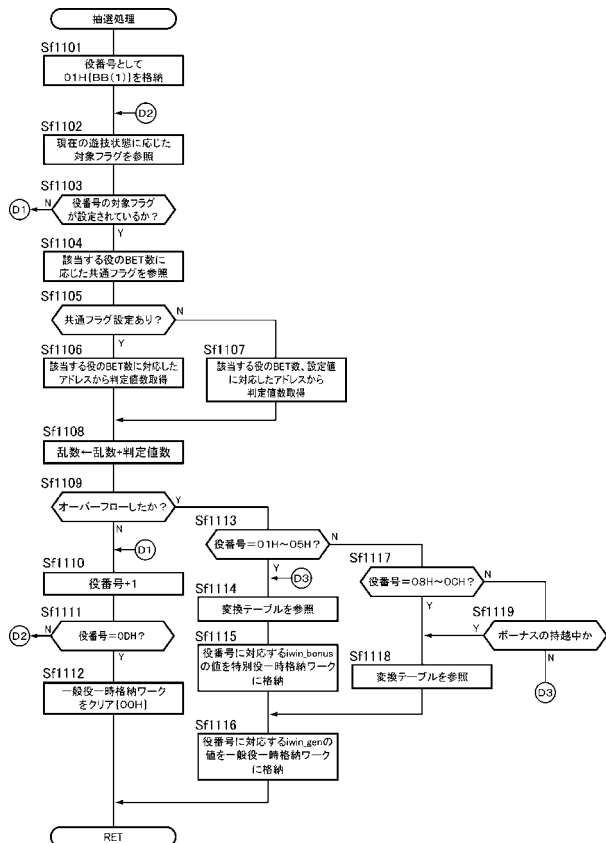 抽選処理
Sf1101
役番号として
01H{BB(1)}を格納
D2
Sf1102
現在の遊技状態に応じた
対象フラグを参照
Sf1103
役番号の対象フラグ
が設定されているか?
N
D1
Y
Sf1104
該当する役のBET数に
応じた共通フラグを参照
Sf1105
共通フラグ設定あり?
N
Y
Sf1106
該当する役のBET数に対応した
アドレスから判定値数取得
Sf1107
該当する役のBET数、設定値
に対応したアドレスから
判定値数取得
Sf1108
乱数←乱数+判定値数
Sf1109
オーバーフローしたか?
Y
N
D1
Sf1110
役番号+1
Sf1111
役番号=0DH?
N
D2
Y
Sf1112
一般役一時格納ワーク
をクリア{00H}
Sf1113
役番号=01H~05H?
N
Y
D3
Sf1114
変換テーブルを参照
Sf1115
役番号に対応するiwin_bonus
の値を特別役一時格納ワーク
に格納
Sf1116
役番号に対応するiwin_genの
値を一般役一時格納ワーク
に格納
Sf1117
役番号=08H~0CH?
N
Y
Sf1118
変換テーブルを参照
Sf1119
ボーナスの持越中か
Y
N
D3
RET